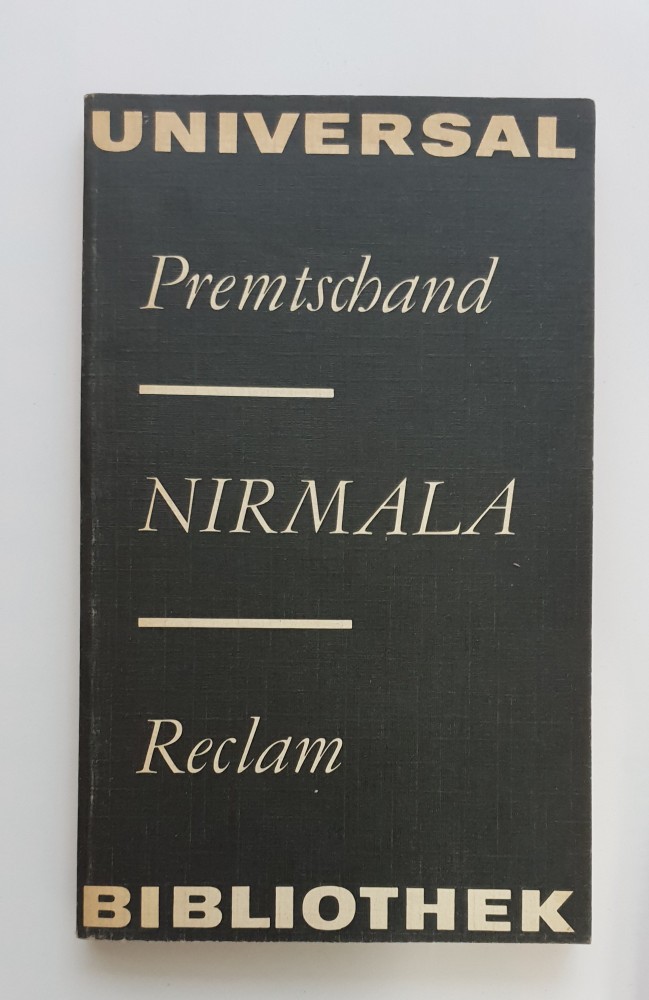 UNIVERSAL
Premtschand
NIRMALA
Reclam
BIBLIOTHEK